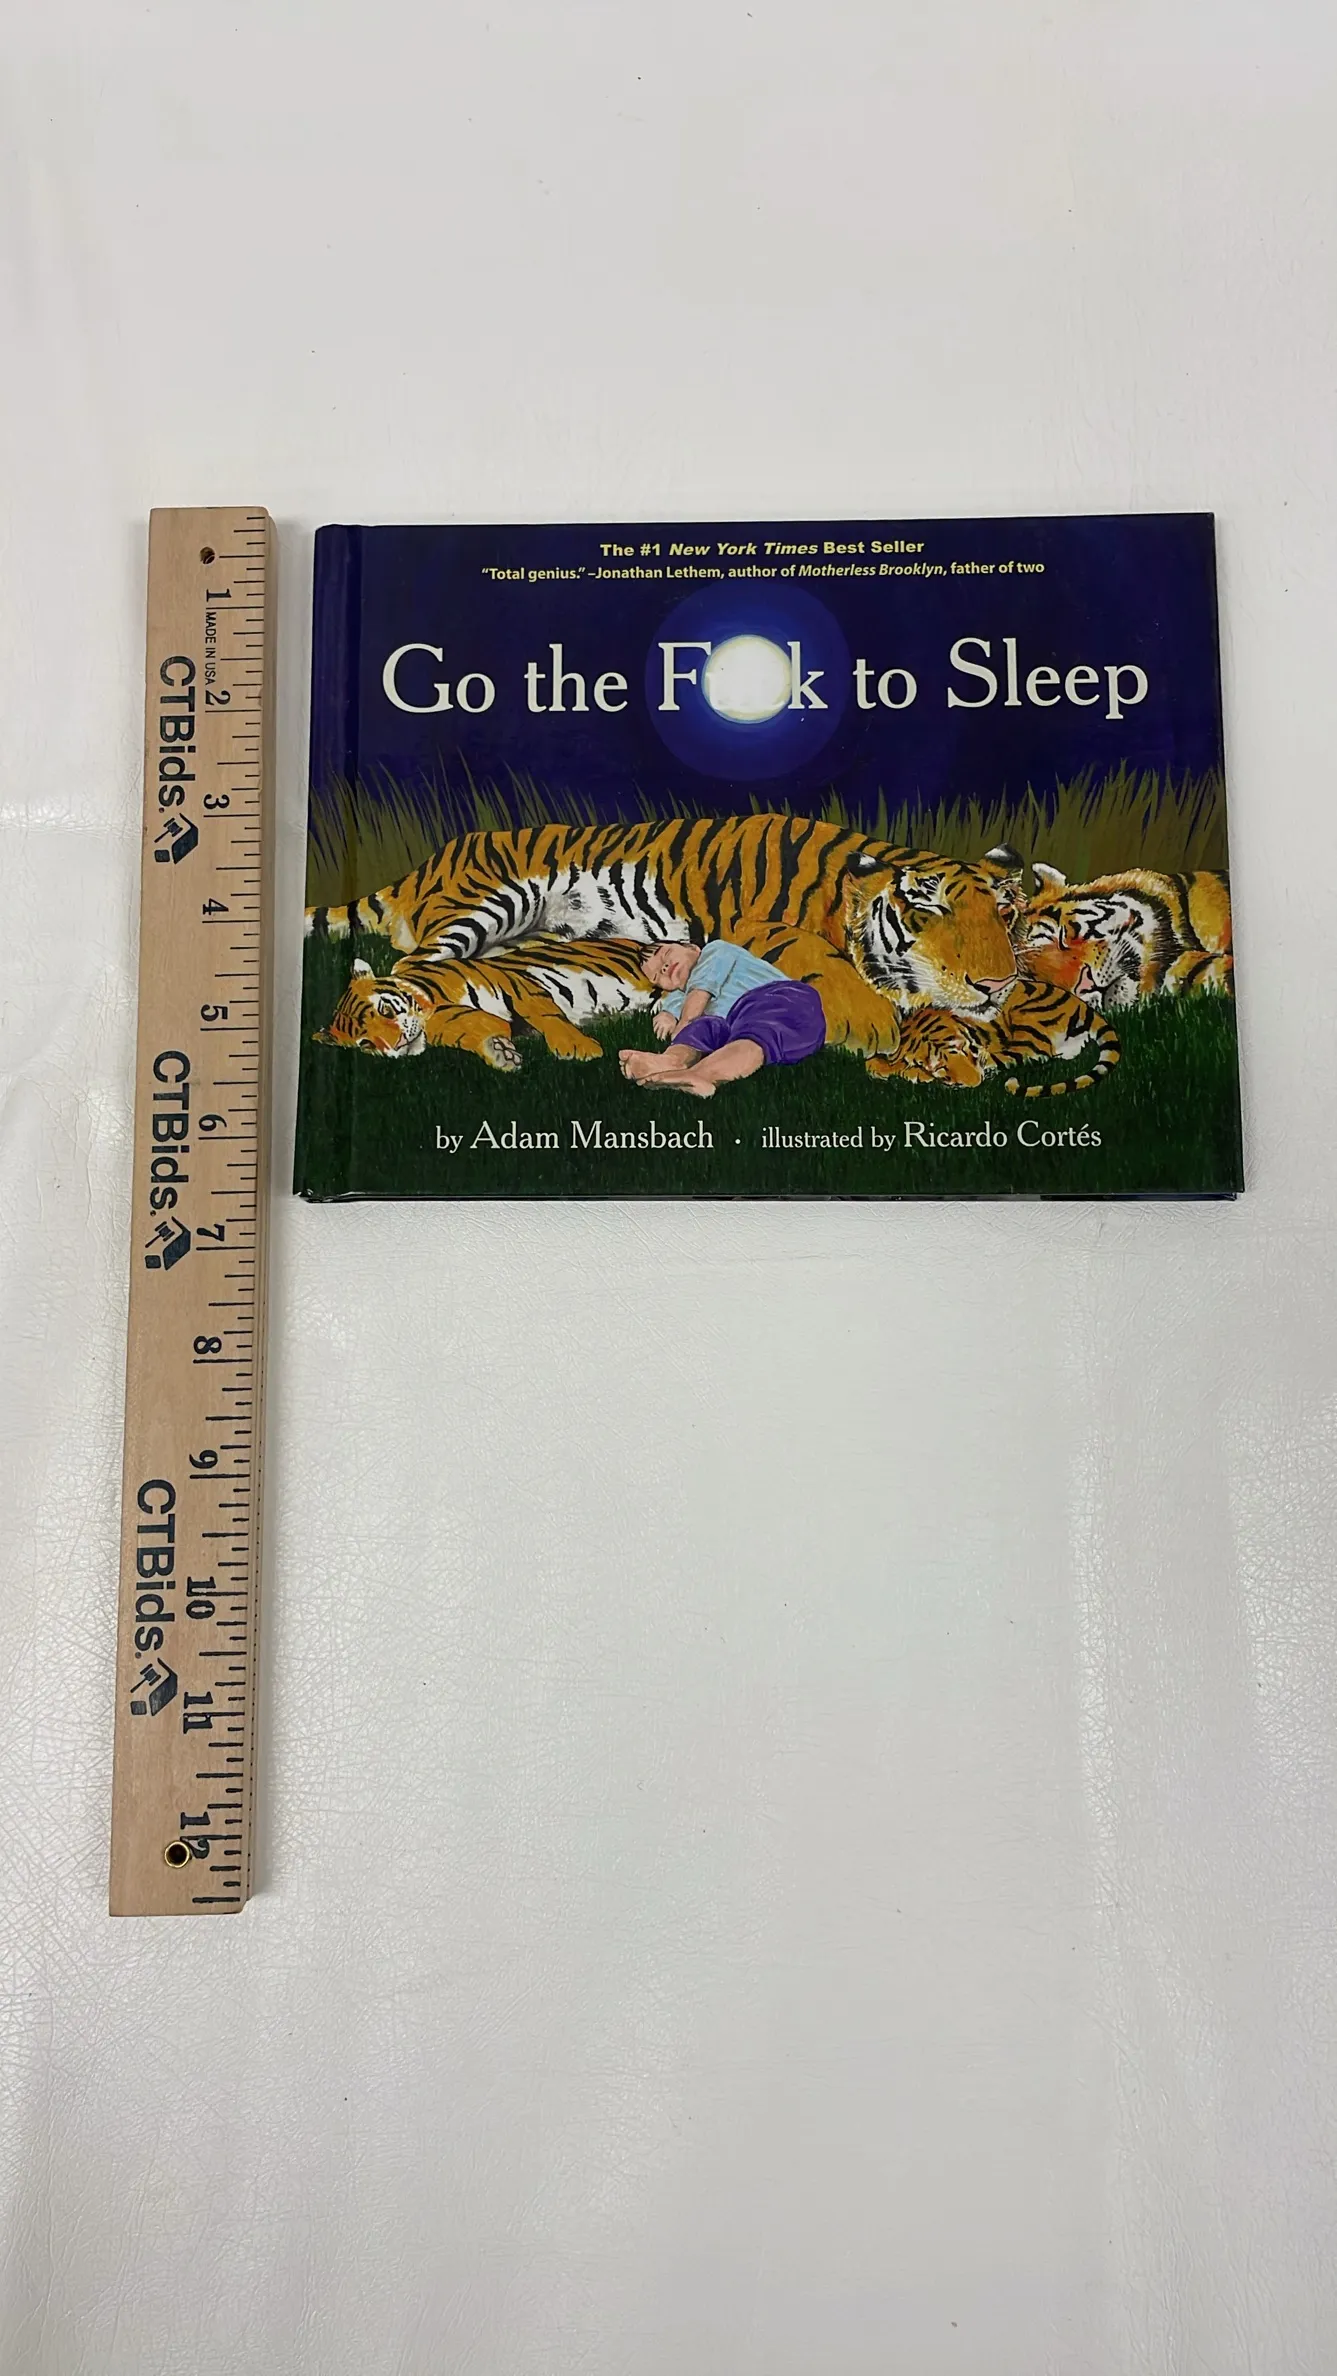 The #1 New York Times Best Seller
“Total genius.” –Jonathan Lethem, author of Motherless Brooklyn, father of two
Go the F k to Sleep
by Adam Mansbach · illustrated by Ricardo Cortés
1
MADE IN USA
2
3
4
5
6
7
8
9
10
11
12
CTBids.
CTBids.
CTBids.